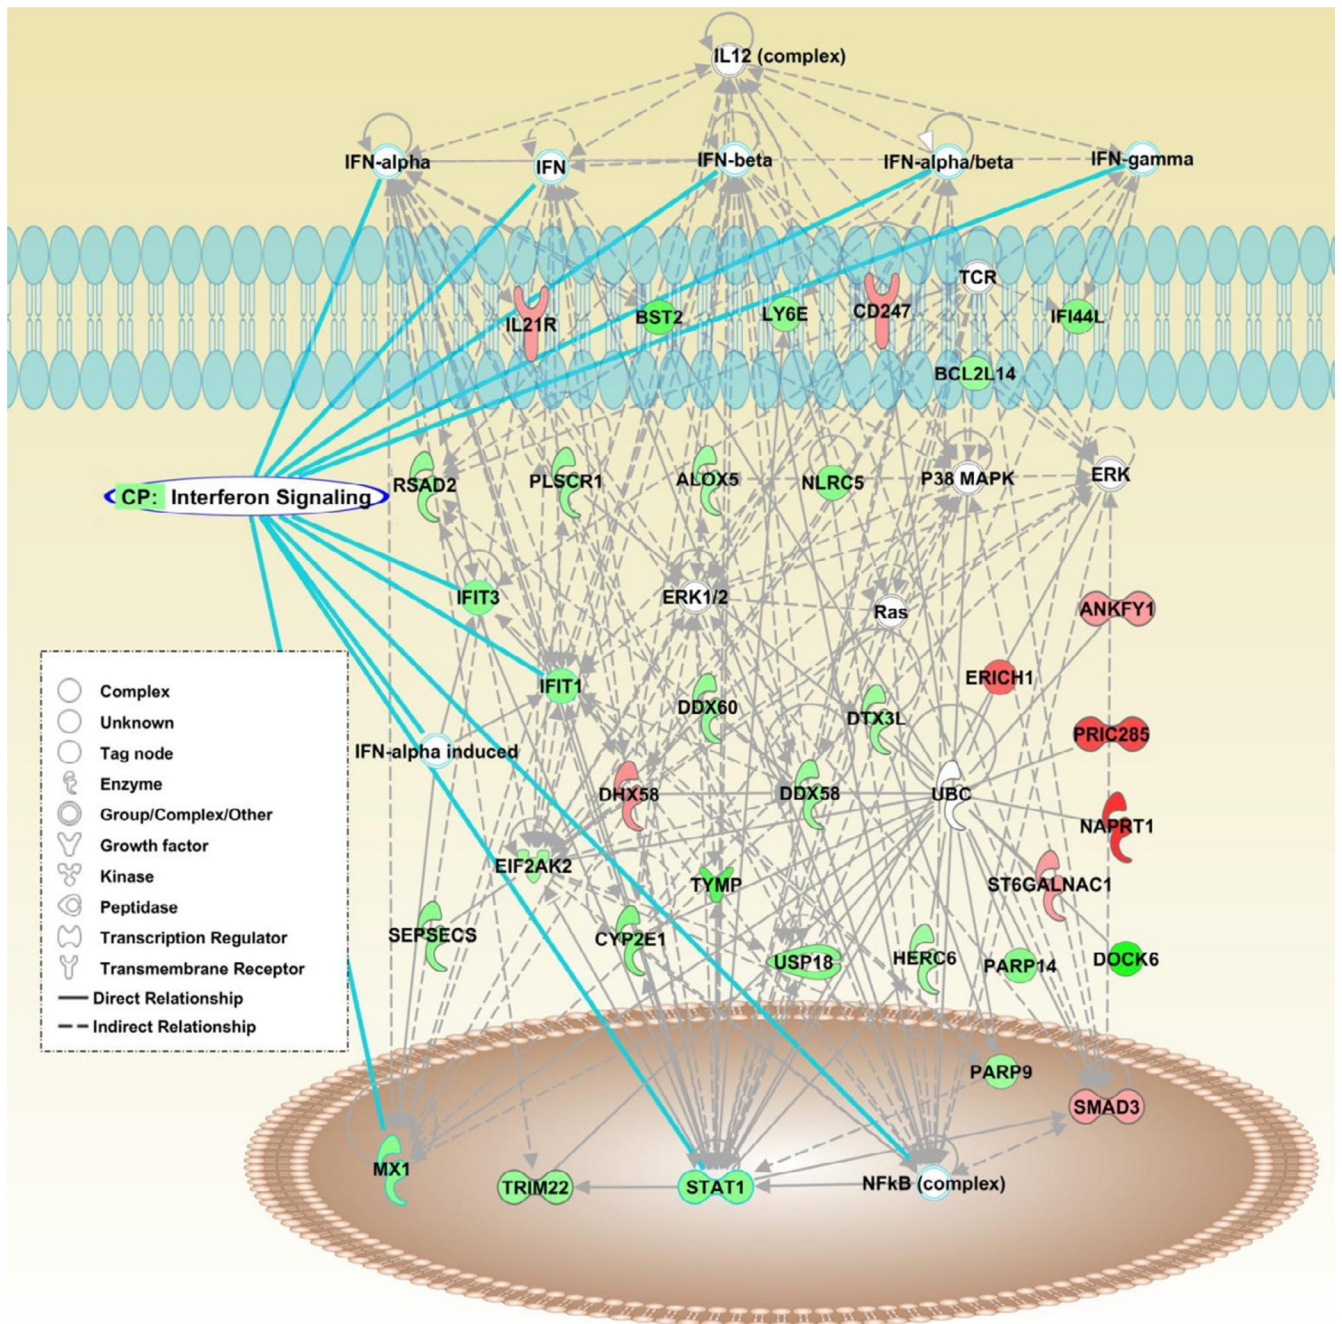 IL12 (complex)
IFN-alpha
IFN
IFN-beta
IFN-alpha/beta
IFN-gamma
TCR
IL21R
BST2
LY6E
CD247
IFI44L
BCL2L14
CP: Interferon Signaling
RSAD2
PLSCR1
ALOX5
NLRC5
P38 MAPK
ERK
IFIT3
ERK1/2
Ras
ANKFY1
IFIT1
DDX60
DTX3L
ERICH1
PRIC285
IFN-alpha induced
DHX58
DDX58
UBC
NAPRT1
EIF2AK2
TYMP
ST6GALNAC1
SEPSECS
CYP2E1
USP18
HERC6
PARP14
DOCK6
Complex
Unknown
Tag node
Enzyme
Group/Complex/Other
Growth factor
Kinase
Peptidase
Transcription Regulator
Transmembrane Receptor
Direct Relationship
Indirect Relationship
PARP9
SMAD3
MX1
TRIM22
STAT1
NFkB (complex)